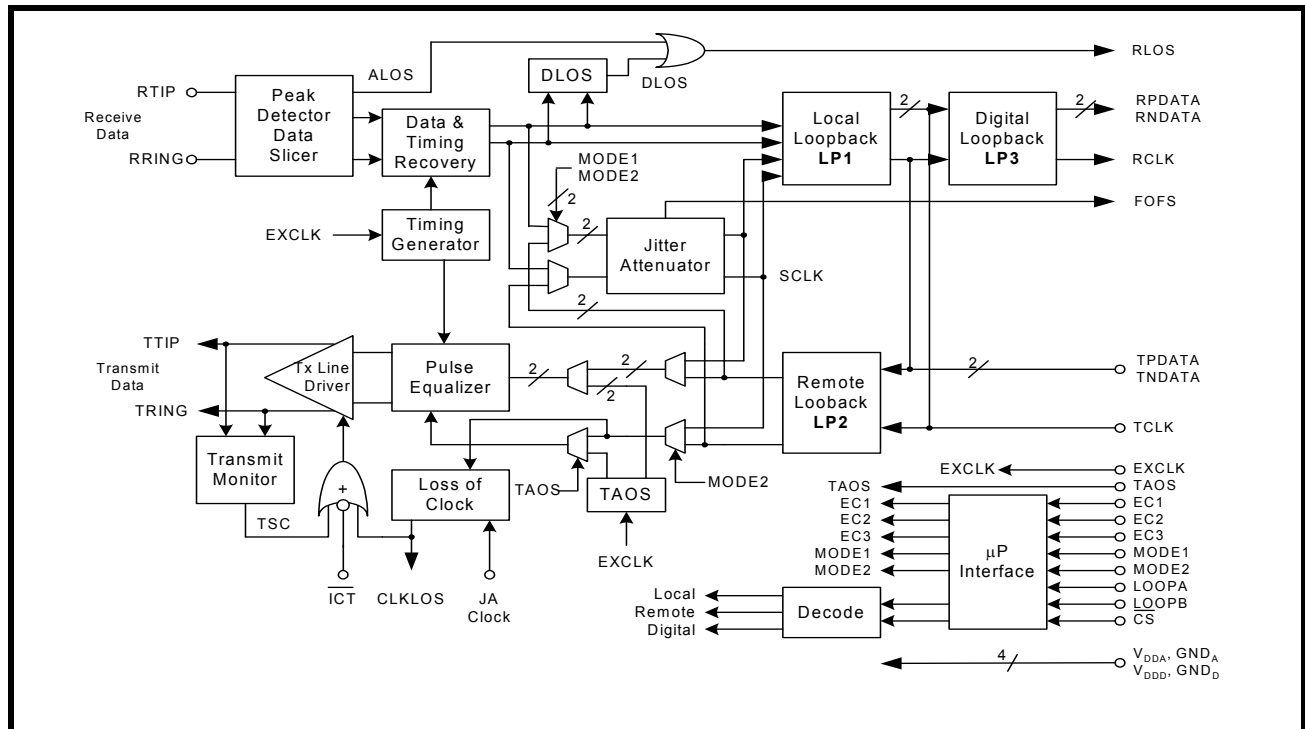 RLOS
ALOS
DLOS
DLOS
RTIP
Receive
Data
RRING
Peak
Detector
Data
Slicer
Data &
Timing
Recovery
Local
Loopback
LP1
2
Digital
Loopback
LP3
2
RPDATA
RNDATA
RCLK
MODE1
MODE2
2
FOFS
EXCLK
Timing
Generator
2
Jitter
Attenuator
SCLK
2
TTIP
Transmit
Data
TRING
Tx Line
Driver
Pulse
Equalizer
2
2
2
Remote
Looback
LP2
2
TPDATA
TNDATA
TCLK
Transmit
Monitor
TSC
+
ICT
Loss of
Clock
CLKLOS
JA
Clock
TAOS
TAOS
EXCLK
MODE2
EXCLK
EXCLK
TAOS
TAOS
EC1
EC1
EC2
EC2
EC3
EC3
MODE1
MODE1
MODE2
MODE2
μP
Interface
LOOPA
LOOPB
CS
Local
Remote
Digital
Decode
4
VDDA, GNDA
VDDD, GNDD